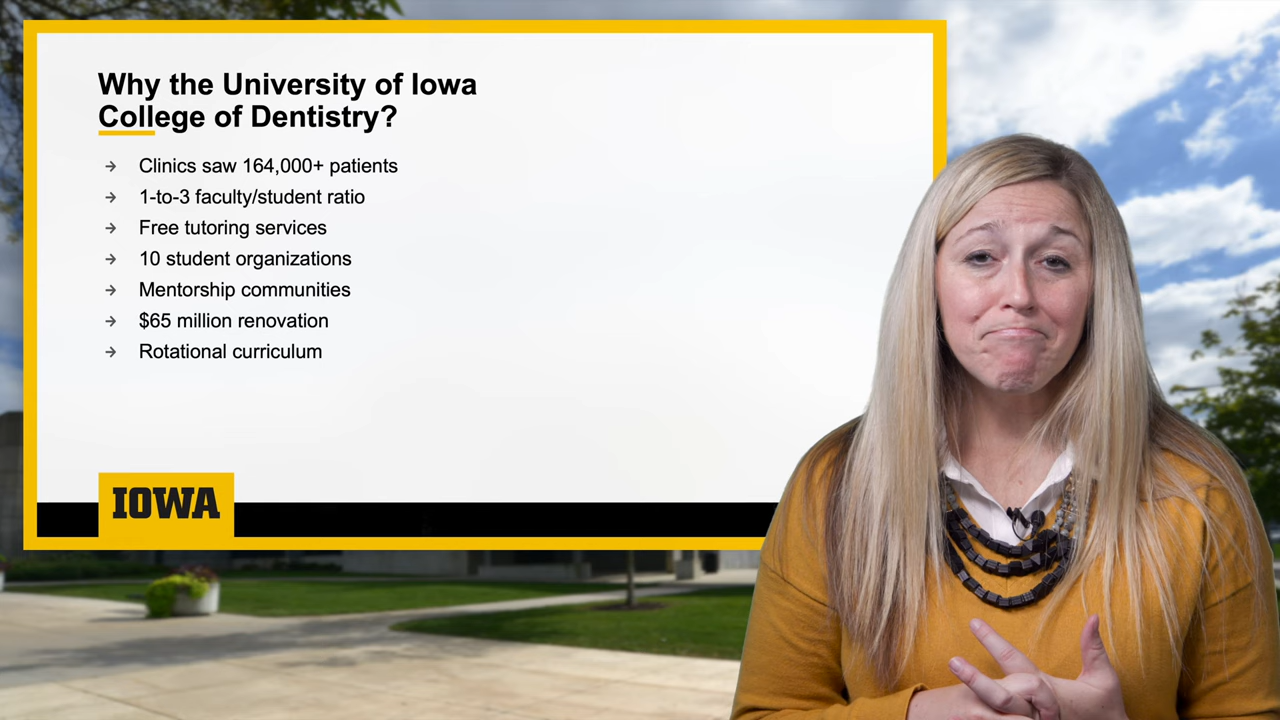 Why the University of Iowa
College of Dentistry?
→ Clinics saw 164,000+ patients
→ 1-to-3 faculty/student ratio
→ Free tutoring services
→ 10 student organizations
→ Mentorship communities
→ $65 million renovation
→ Rotational curriculum
IOWA